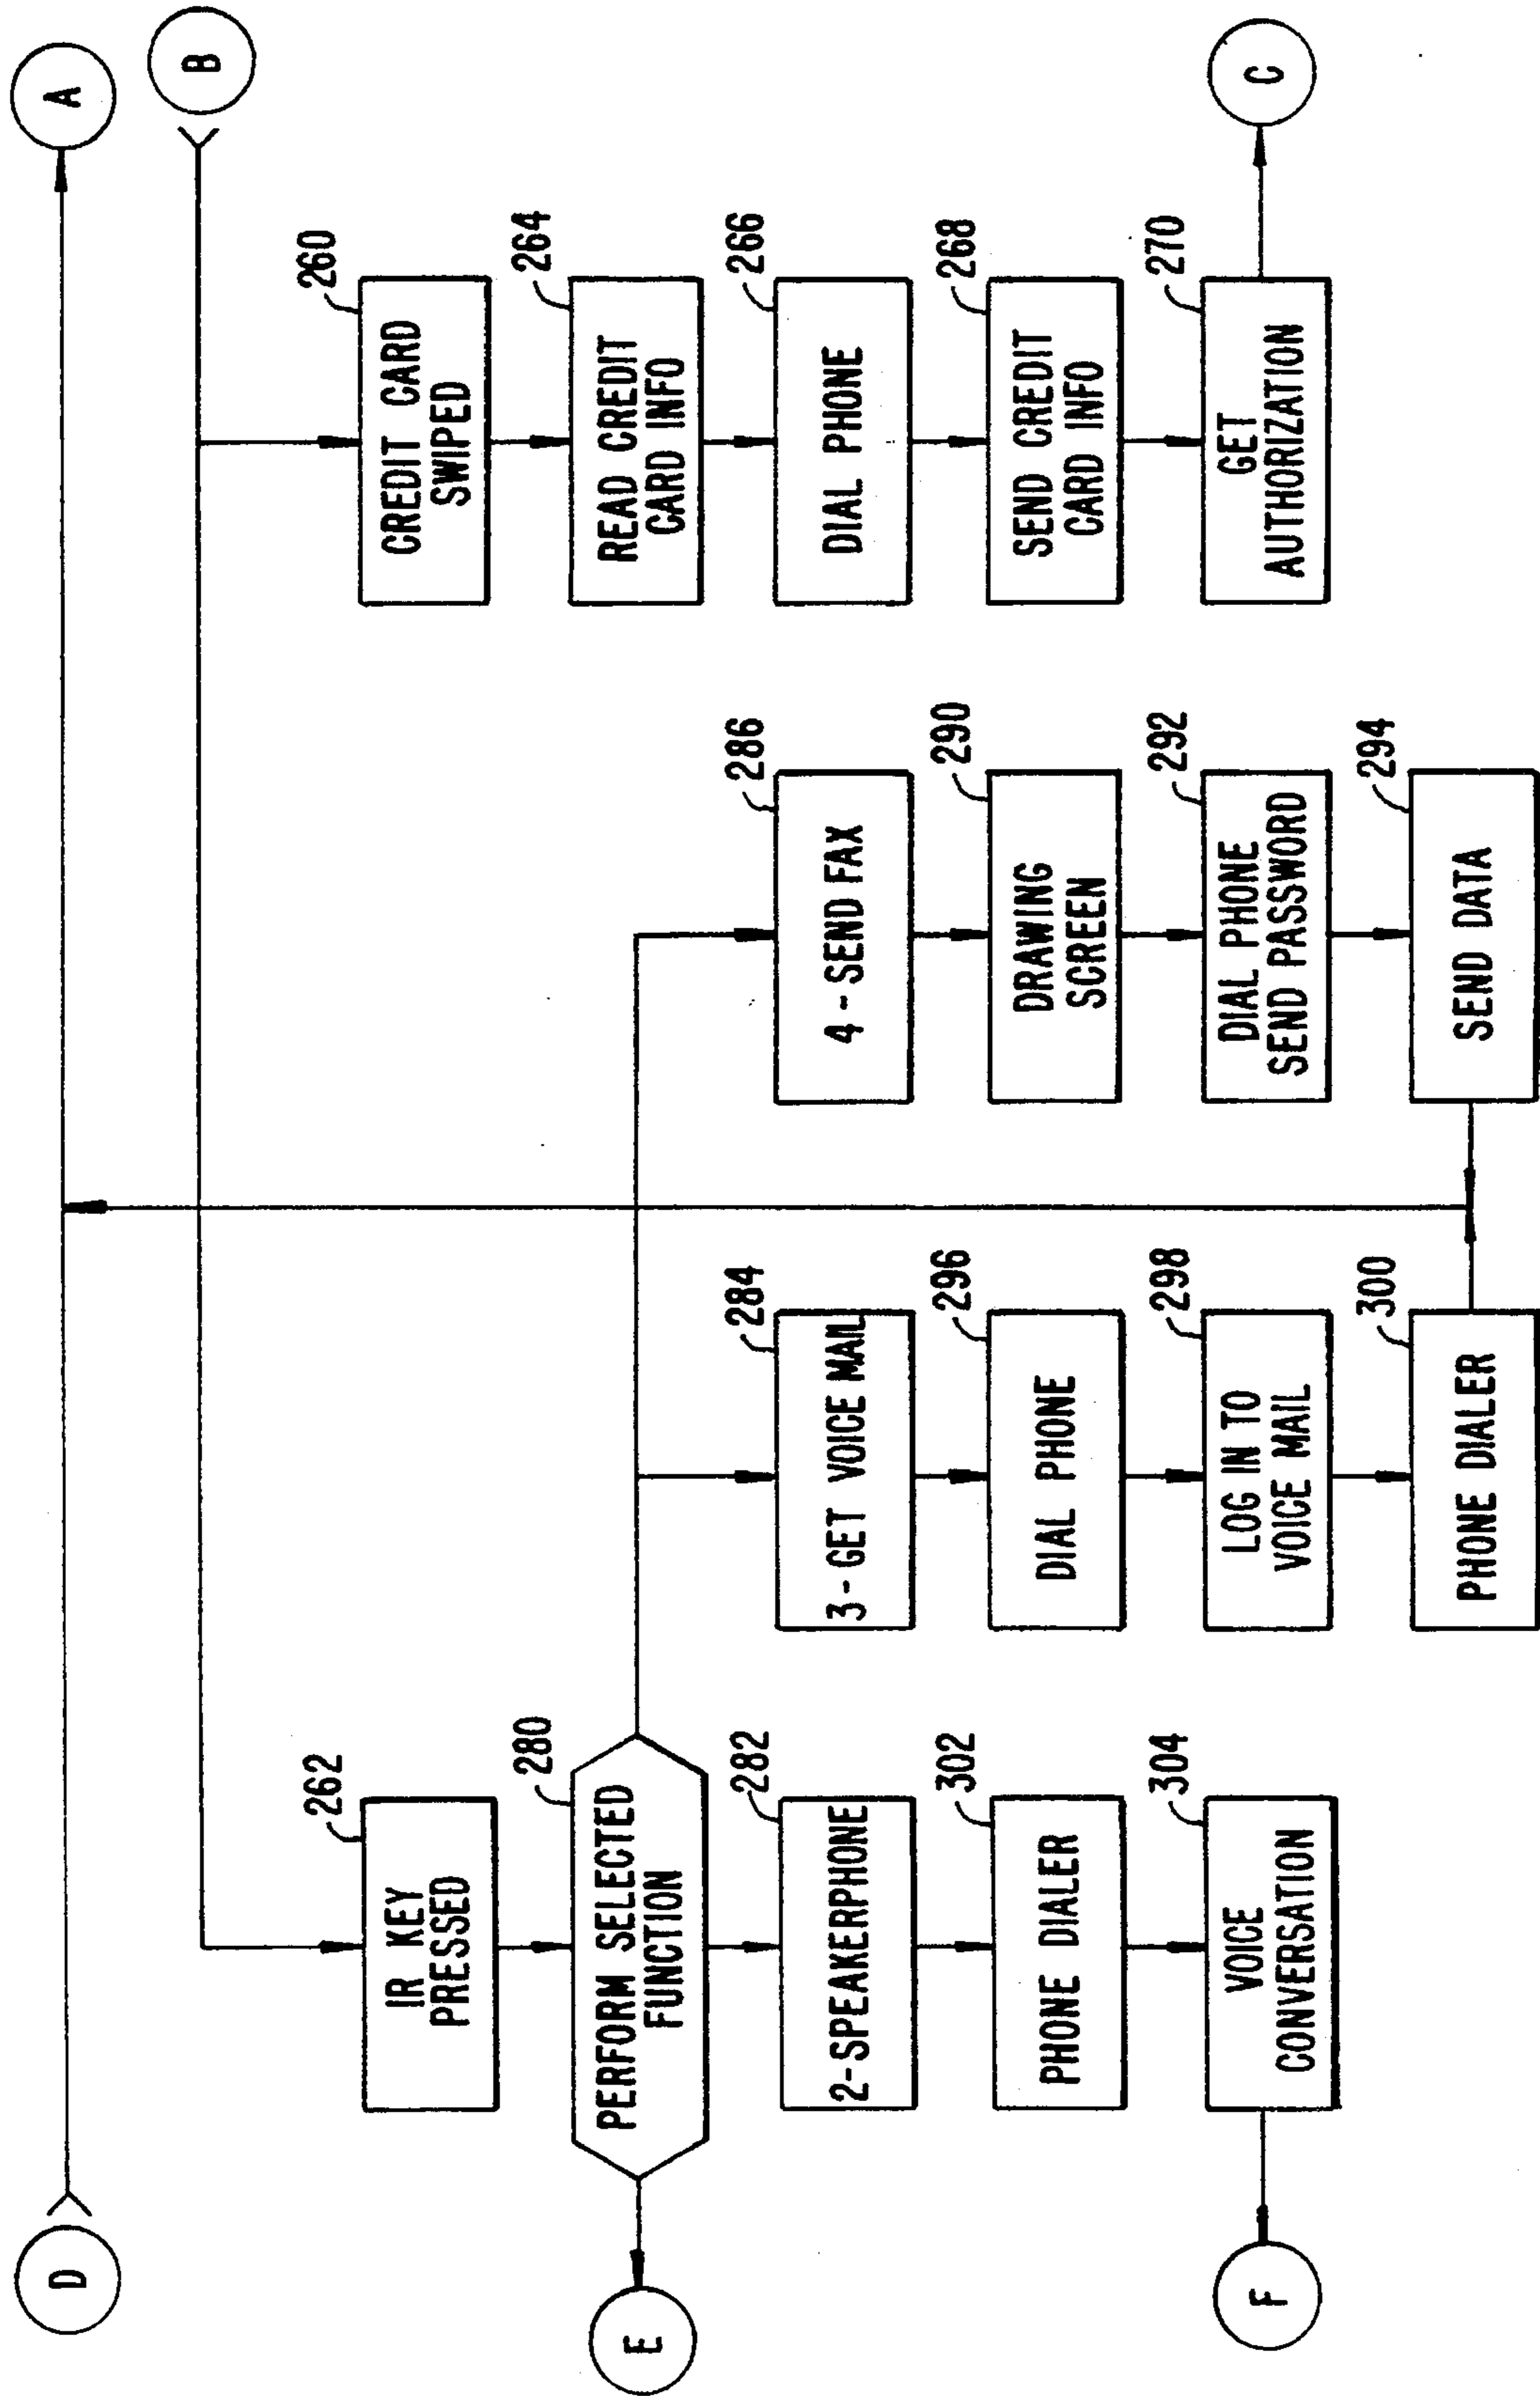 D
A
B
262
IR KEY
PRESSED
280
PERFORM SELECTED
FUNCTION
E
282
2-SPEAKERPHONE
302
PHONE DIALER
304
VOICE
CONVERSATION
F
284
3-GET VOICE MAIL
296
DIAL PHONE
298
LOG IN TO
VOICE MAIL
300
PHONE DIALER
286
4-SEND FAX
290
DRAWING
SCREEN
292
DIAL PHONE
SEND PASSWORD
294
SEND DATA
260
CREDIT CARD
SWIPED
264
READ CREDIT
CARD INFO
266
DIAL PHONE
268
SEND CREDIT
CARD INFO
270
GET
AUTHORIZATION
C